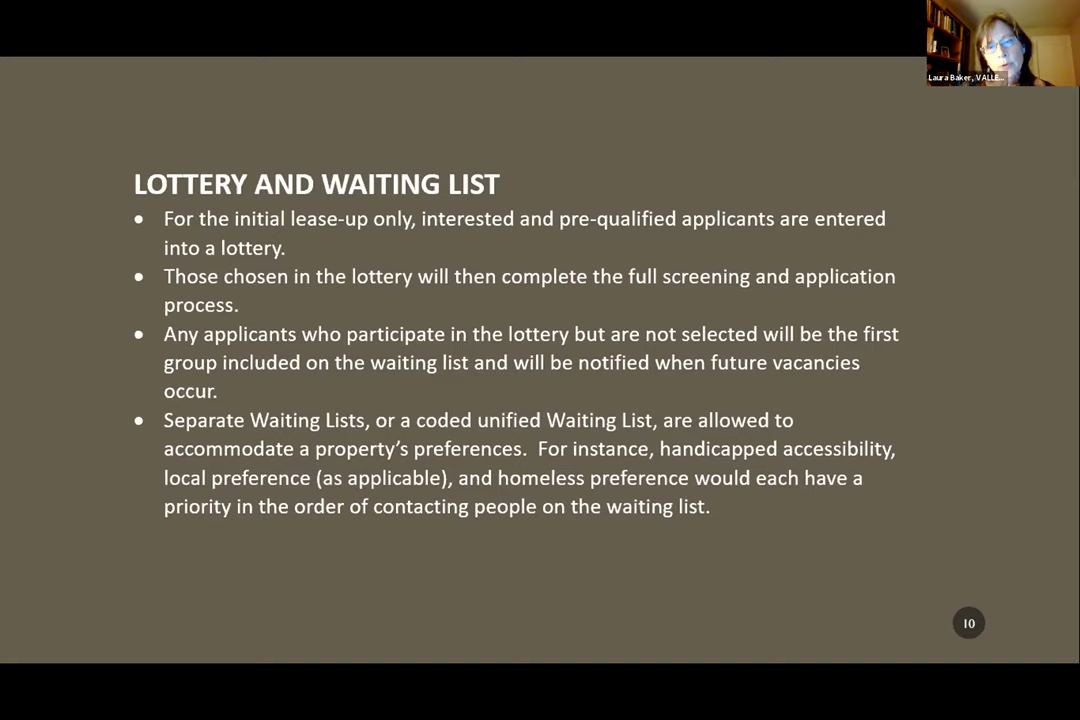 Laura Baker, VALLE...
LOTTERY AND WAITING LIST
• For the initial lease-up only, interested and pre-qualified applicants are entered
into a lottery.
• Those chosen in the lottery will then complete the full screening and application
process.
• Any applicants who participate in the lottery but are not selected will be the first
group included on the waiting list and will be notified when future vacancies
occur.
• Separate Waiting Lists, or a coded unified Waiting List, are allowed to
accommodate a property’s preferences.  For instance, handicapped accessibility,
local preference (as applicable), and homeless preference would each have a
priority in the order of contacting people on the waiting list.
10